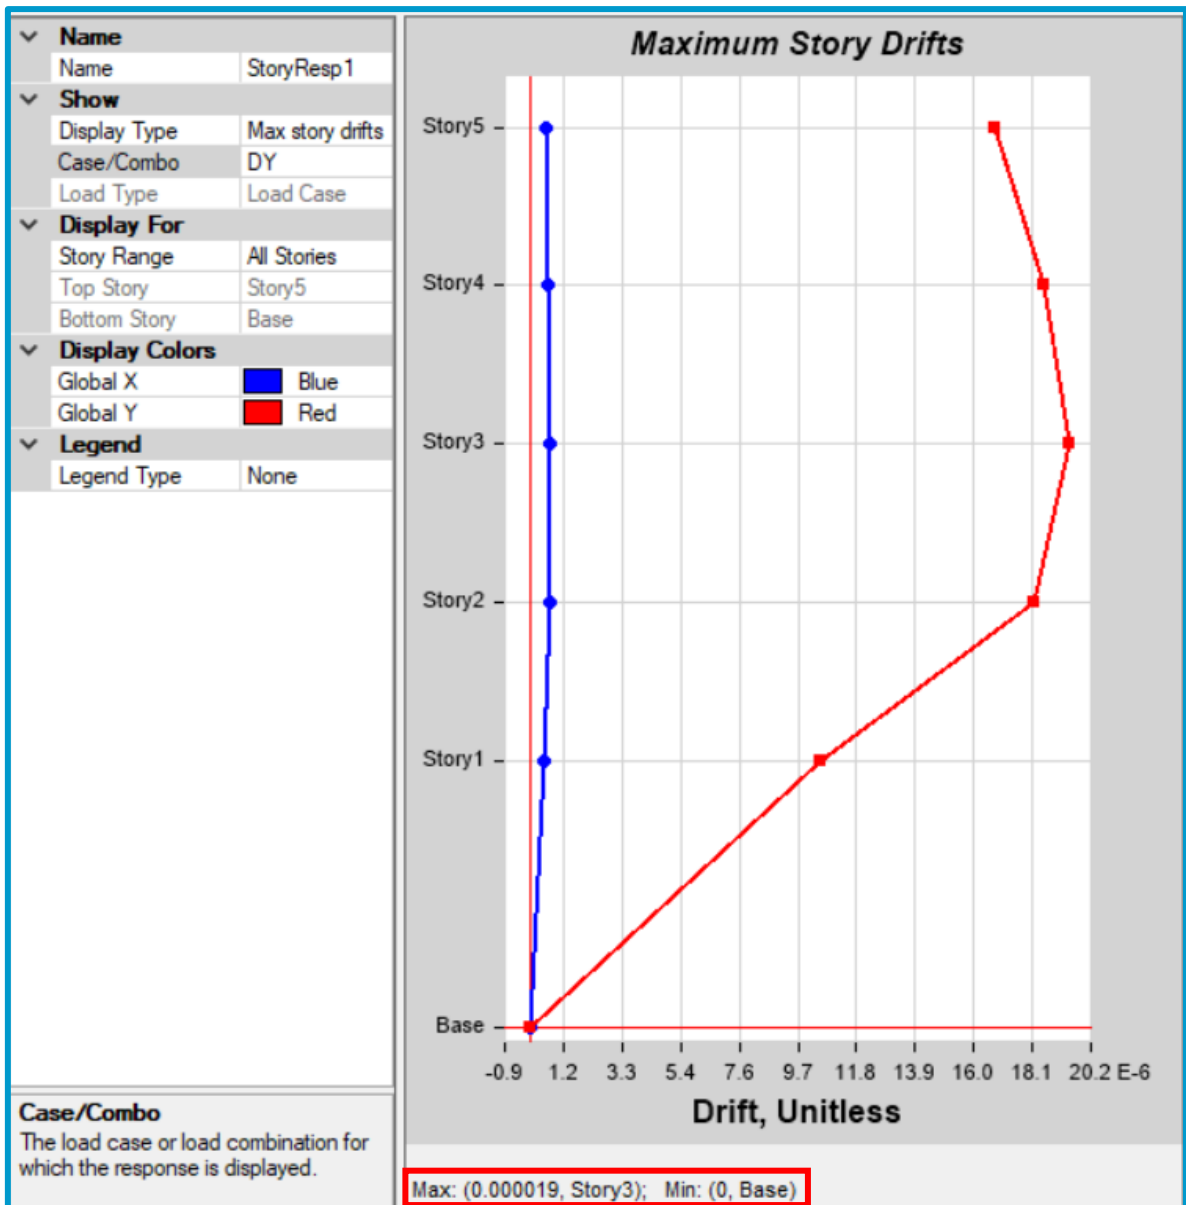 Name
Name StoryResp1
Show
Display Type Max story drifts
Case/Combo DY
Load Type Load Case
Display For
Story Range All Stories
Top Story Story5
Bottom Story Base
Display Colors
Global X Blue
Global Y Red
Legend
Legend Type None
Case/Combo
The load case or load combination for
which the response is displayed.
Maximum Story Drifts
Story5
Story4
Story3
Story2
Story1
Base
-0.9 1.2 3.3 5.4 7.6 9.7 11.8 13.9 16.0 18.1 20.2 E-6
Drift, Unitless
Max: (0.000019, Story3); Min: (0, Base)